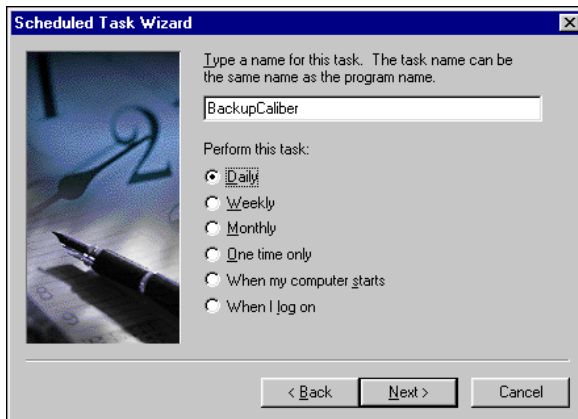 Scheduled Task Wizard
Type a name for this task. The task name can be
the same name as the program name.
BackupCaliber
Perform this task:
Daily
Weekly
Monthly
One time only
When my computer starts
When I log on
< Back
Next >
Cancel